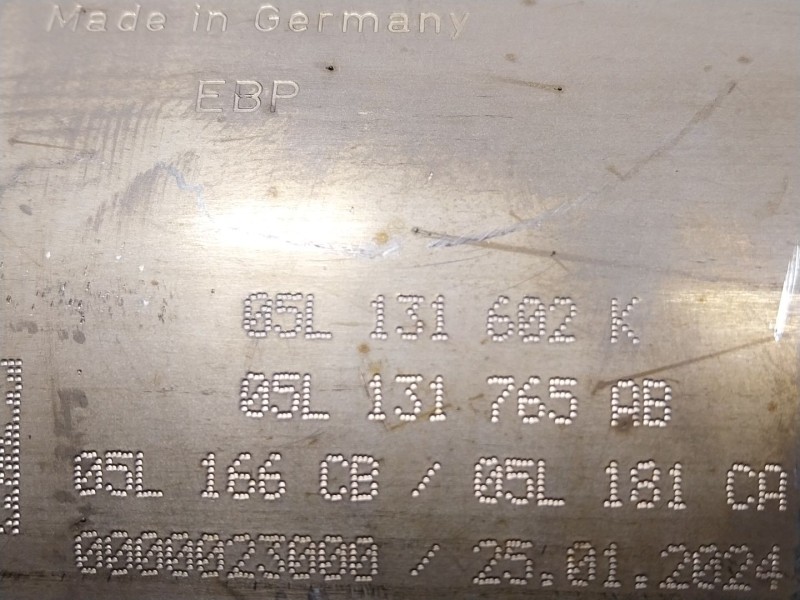 Made in Germany
EBP
05L 131 602 K
05L 131 765 AB
05L 166 CB / 05L 181 CA
0000023000 / 25.01.2024